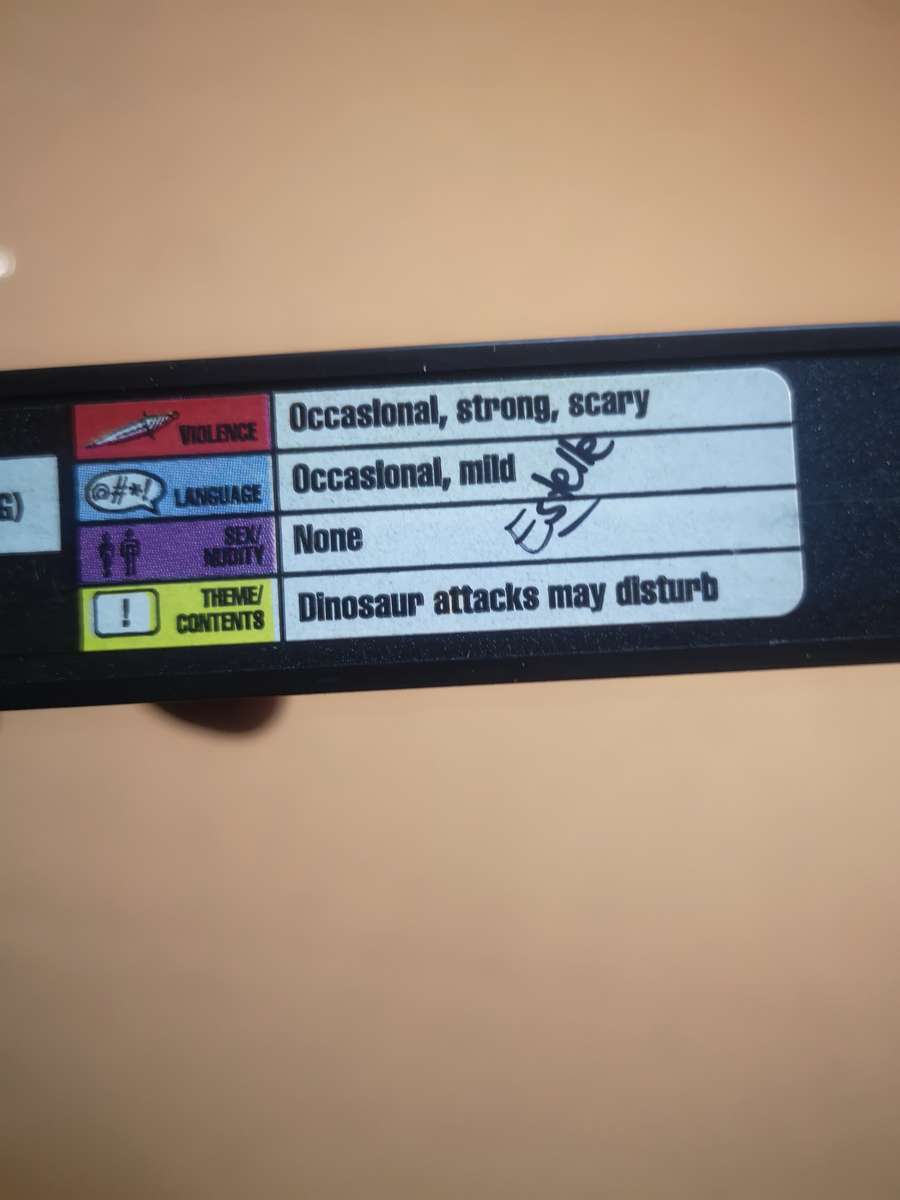 VIOLENCE Occasional, strong, scary
@#*! LANGUAGE Occasional, mild
Estelle
G)
SEX/
NUDITY None
! THEME/
CONTENTS Dinosaur attacks may disturb